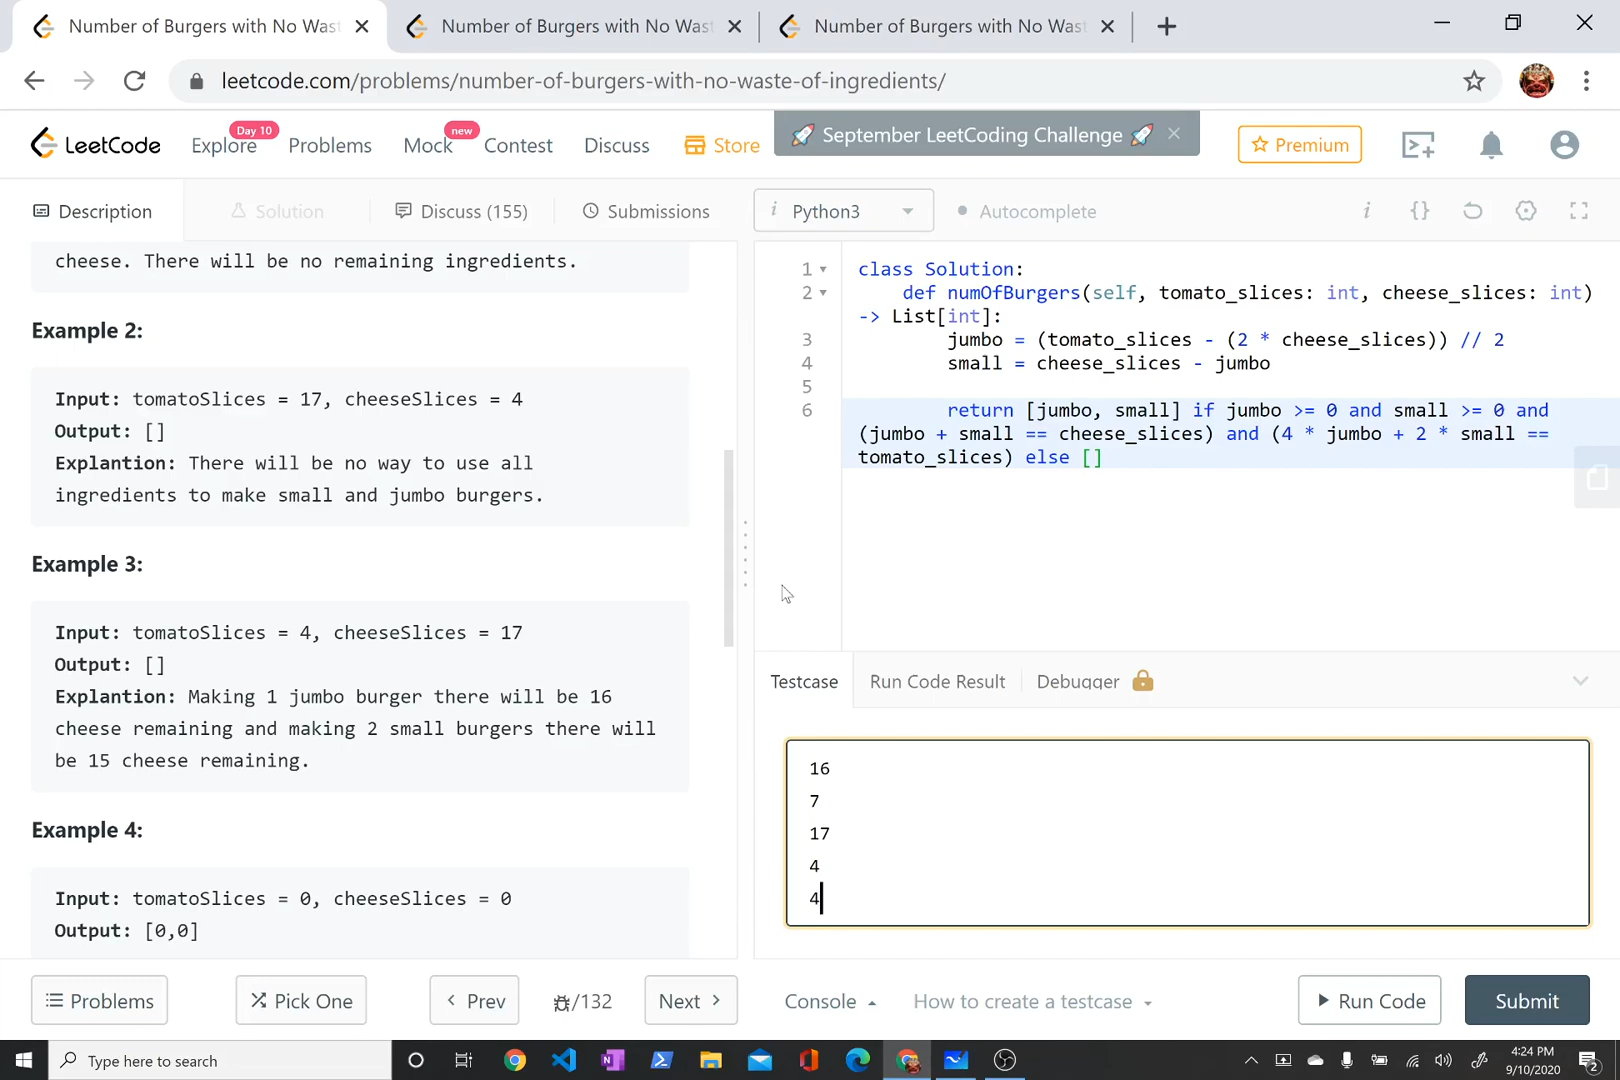 Number of Burgers with No Wast
Number of Burgers with No Wast
Number of Burgers with No Wast
leetcode.com/problems/number-of-burgers-with-no-waste-of-ingredients/
LeetCode
Explore
Day 10
Problems
Mock
new
Contest
Discuss
Store
🚀 September LeetCoding Challenge 🚀
Premium
Description
Solution
Discuss (155)
Submissions
i Python3
Autocomplete
i
{}
cheese. There will be no remaining ingredients.
Example 2:
Input: tomatoSlices = 17, cheeseSlices = 4
Output: []
Explantion: There will be no way to use all
ingredients to make small and jumbo burgers.
Example 3:
Input: tomatoSlices = 4, cheeseSlices = 17
Output: []
Explantion: Making 1 jumbo burger there will be 16
cheese remaining and making 2 small burgers there will
be 15 cheese remaining.
Example 4:
Input: tomatoSlices = 0, cheeseSlices = 0
Output: [0,0]
1 class Solution:
2 def numOfBurgers(self, tomato_slices: int, cheese_slices: int)
-> List[int]:
3 jumbo = (tomato_slices - (2 * cheese_slices)) // 2
4 small = cheese_slices - jumbo
5
6 return [jumbo, small] if jumbo >= 0 and small >= 0 and
(jumbo + small == cheese_slices) and (4 * jumbo + 2 * small ==
tomato_slices) else []
Testcase
Run Code Result
Debugger
16
7
17
4
4
Problems
Pick One
Prev
/132
Next
Console
How to create a testcase
Run Code
Submit
Type here to search
4:24 PM
9/10/2020
2